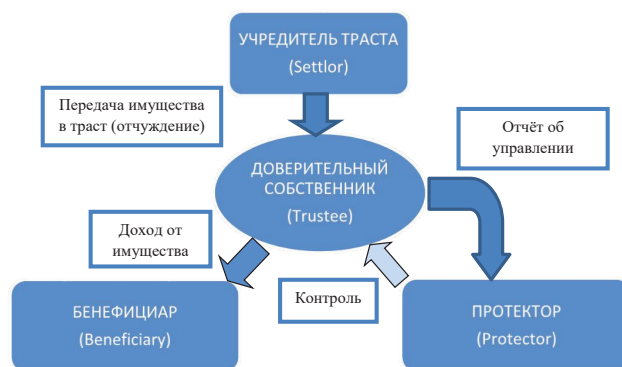 УЧРЕДИТЕЛЬ ТРАСТА
(Settlor)
Передача имущества
в траст (отчуждение)
Отчёт об
управлении
ДОВЕРИТЕЛЬНЫЙ
СОБСТВЕННИК
(Trustee)
Доход от
имущества
Контроль
БЕНЕФИЦИАР
(Beneficiary)
ПРОТЕКТОР
(Protector)